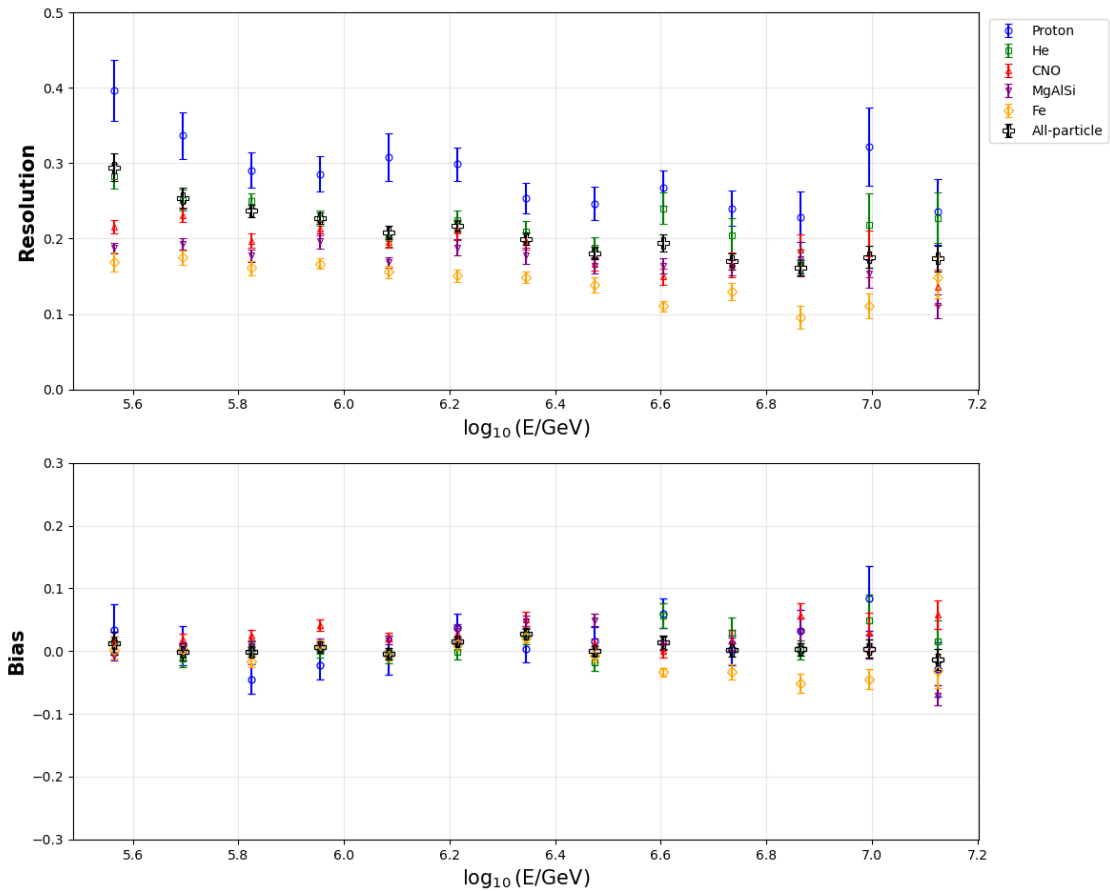 0.5
0.4
0.3
0.2
0.1
0.0
Resolution
5.6 5.8 6.0 6.2 6.4 6.6 6.8 7.0 7.2
log₁₀(E/GeV)
Proton
He
CNO
MgAlSi
Fe
All-particle
0.3
0.2
0.1
0.0
−0.1
−0.2
−0.3
Bias
5.6 5.8 6.0 6.2 6.4 6.6 6.8 7.0 7.2
log₁₀(E/GeV)